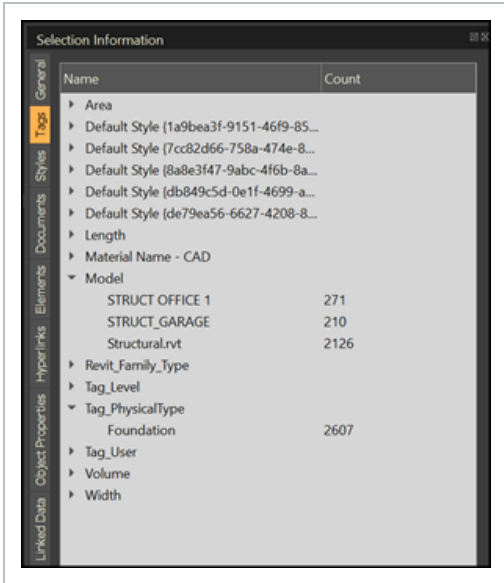 Selection Information
General
Tags
Styles
Documents
Elements
Hyperlinks
Object Properties
Linked Data
Name Count
Area
Default Style (1a9bea3f-9151-46f9-85...
Default Style (7cc82d66-758a-474e-8...
Default Style (8a8e3f47-9abc-4f6b-8a...
Default Style (db849c5d-0e1f-4699-a...
Default Style (de79ea56-6627-4208-8...
Length
Material Name - CAD
Model
STRUCT OFFICE 1 271
STRUCT_GARAGE 210
Structural.rvt 2126
Revit_Family_Type
Tag_Level
Tag_PhysicalType
Foundation 2607
Tag_User
Volume
Width